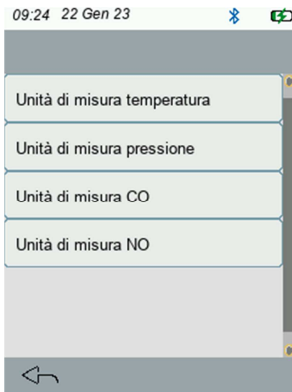 09:24 22 Gen 23
Unità di misura temperatura
Unità di misura pressione
Unità di misura CO
Unità di misura NO